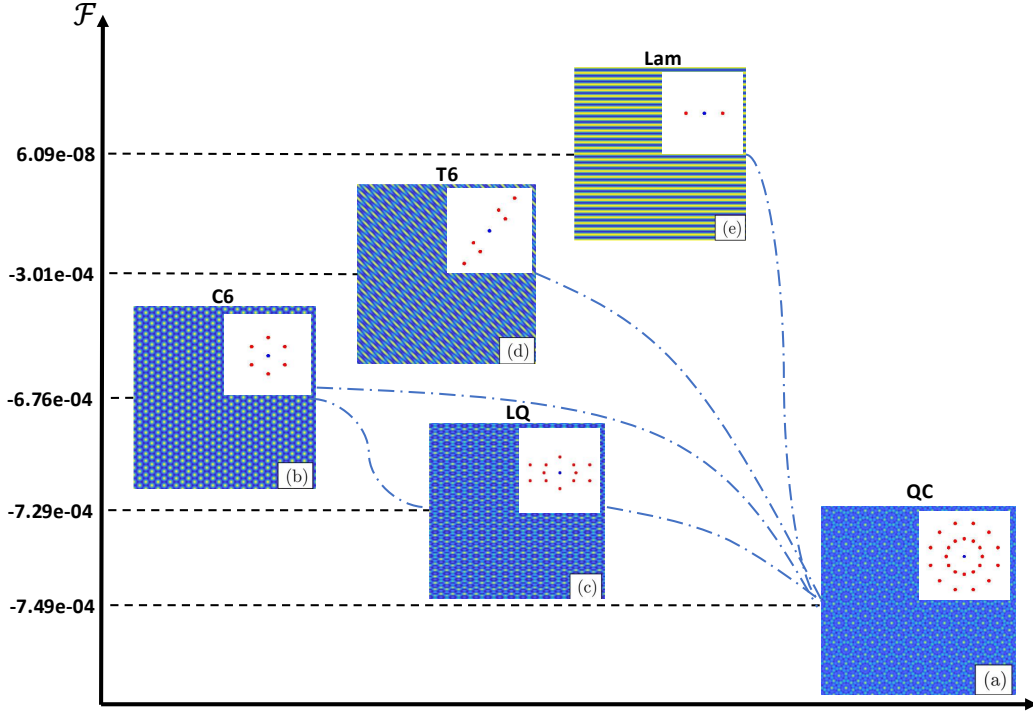 ℱ
Lam
6.09e-08
T6
(e)
-3.01e-04
C6
(d)
-6.76e-04
LQ
(b)
QC
-7.29e-04
(c)
-7.49e-04
(a)